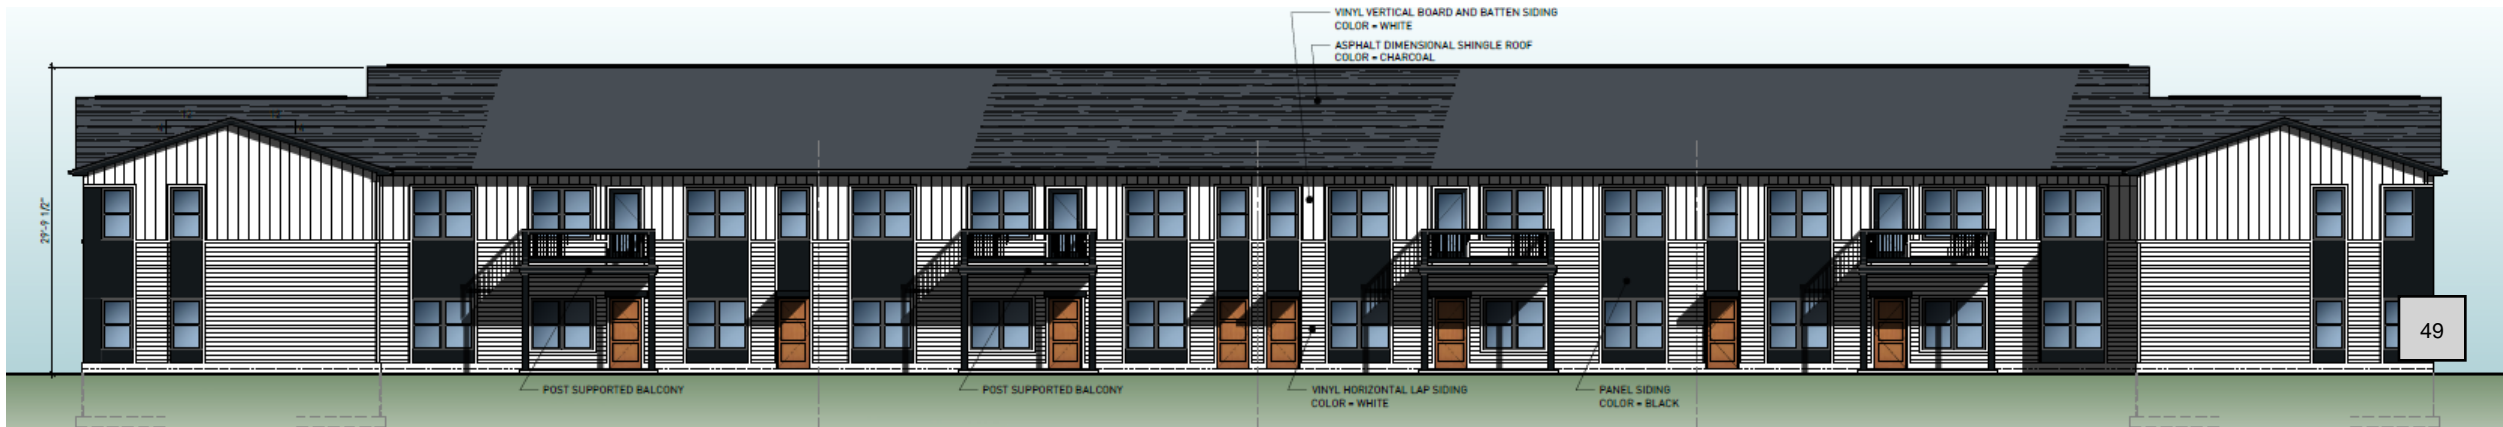 VINYL VERTICAL BOARD AND BATTEN SIDING
COLOR = WHITE
ASPHALT DIMENSIONAL SHINGLE ROOF
COLOR = CHARCOAL
29'-9 1/2"
49
POST SUPPORTED BALCONY
POST SUPPORTED BALCONY
VINYL HORIZONTAL LAP SIDING
COLOR = WHITE
PANEL SIDING
COLOR = BLACK